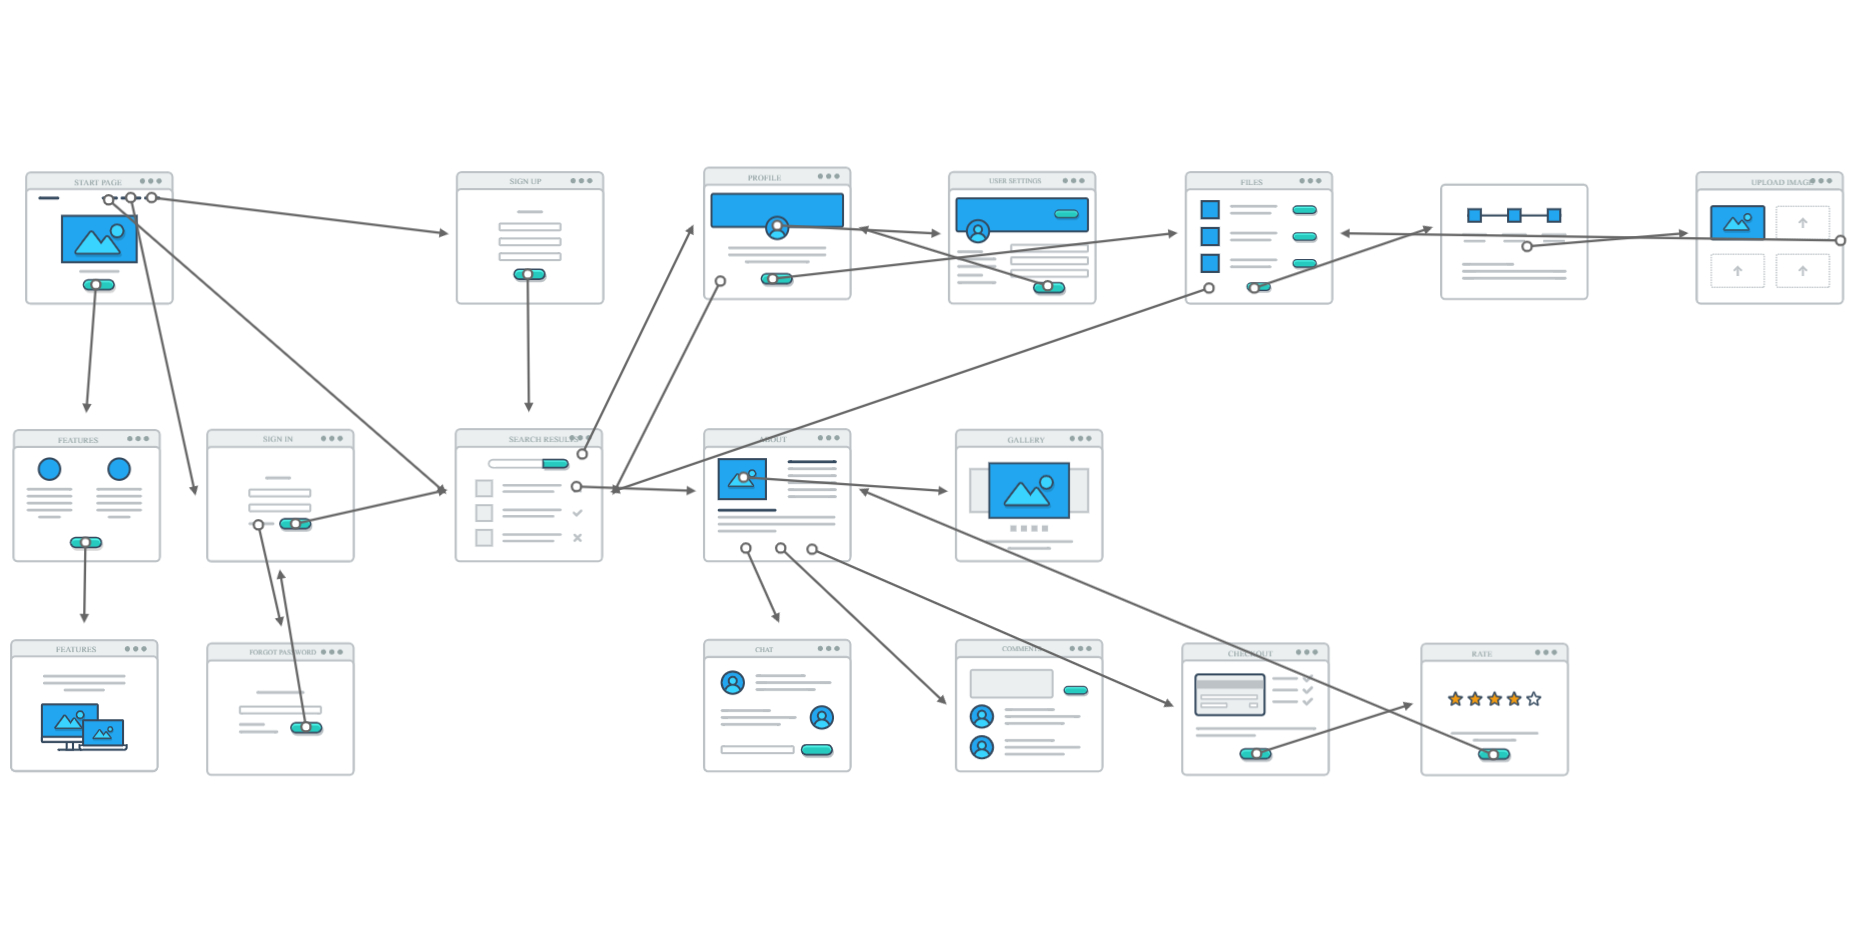 START PAGE
SIGN UP
PROFILE
USER SETTINGS
FILES
UPLOAD IMAGE
FEATURES
SIGN IN
SEARCH RESULTS
ABOUT
GALLERY
FEATURES
FORGOT PASSWORD
CHAT
COMMENTS
CHECKOUT
RATE